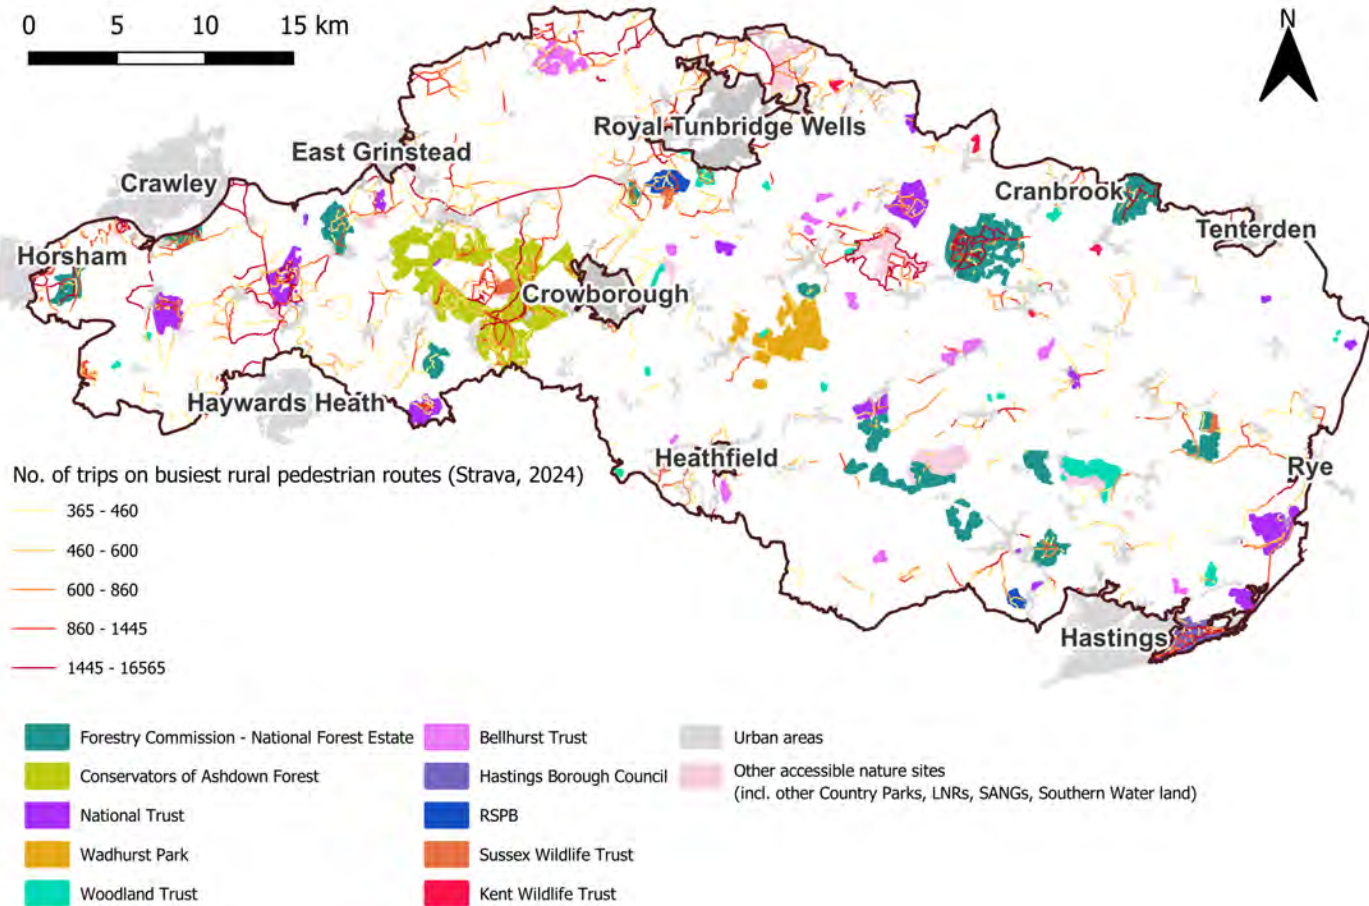 0 5 10 15 km
N
Royal Tunbridge Wells
East Grinstead
Crawley
Cranbrook
Tenterden
Horsham
Crowborough
Haywards Heath
Heathfield
Rye
Hastings
No. of trips on busiest rural pedestrian routes (Strava, 2024)
365 - 460
460 - 600
600 - 860
860 - 1445
1445 - 16565
Forestry Commission - National Forest Estate
Conservators of Ashdown Forest
National Trust
Wadhurst Park
Woodland Trust
Bellhurst Trust
Hastings Borough Council
RSPB
Sussex Wildlife Trust
Kent Wildlife Trust
Urban areas
Other accessible nature sites
(incl. other Country Parks, LNRs, SANGs, Southern Water land)